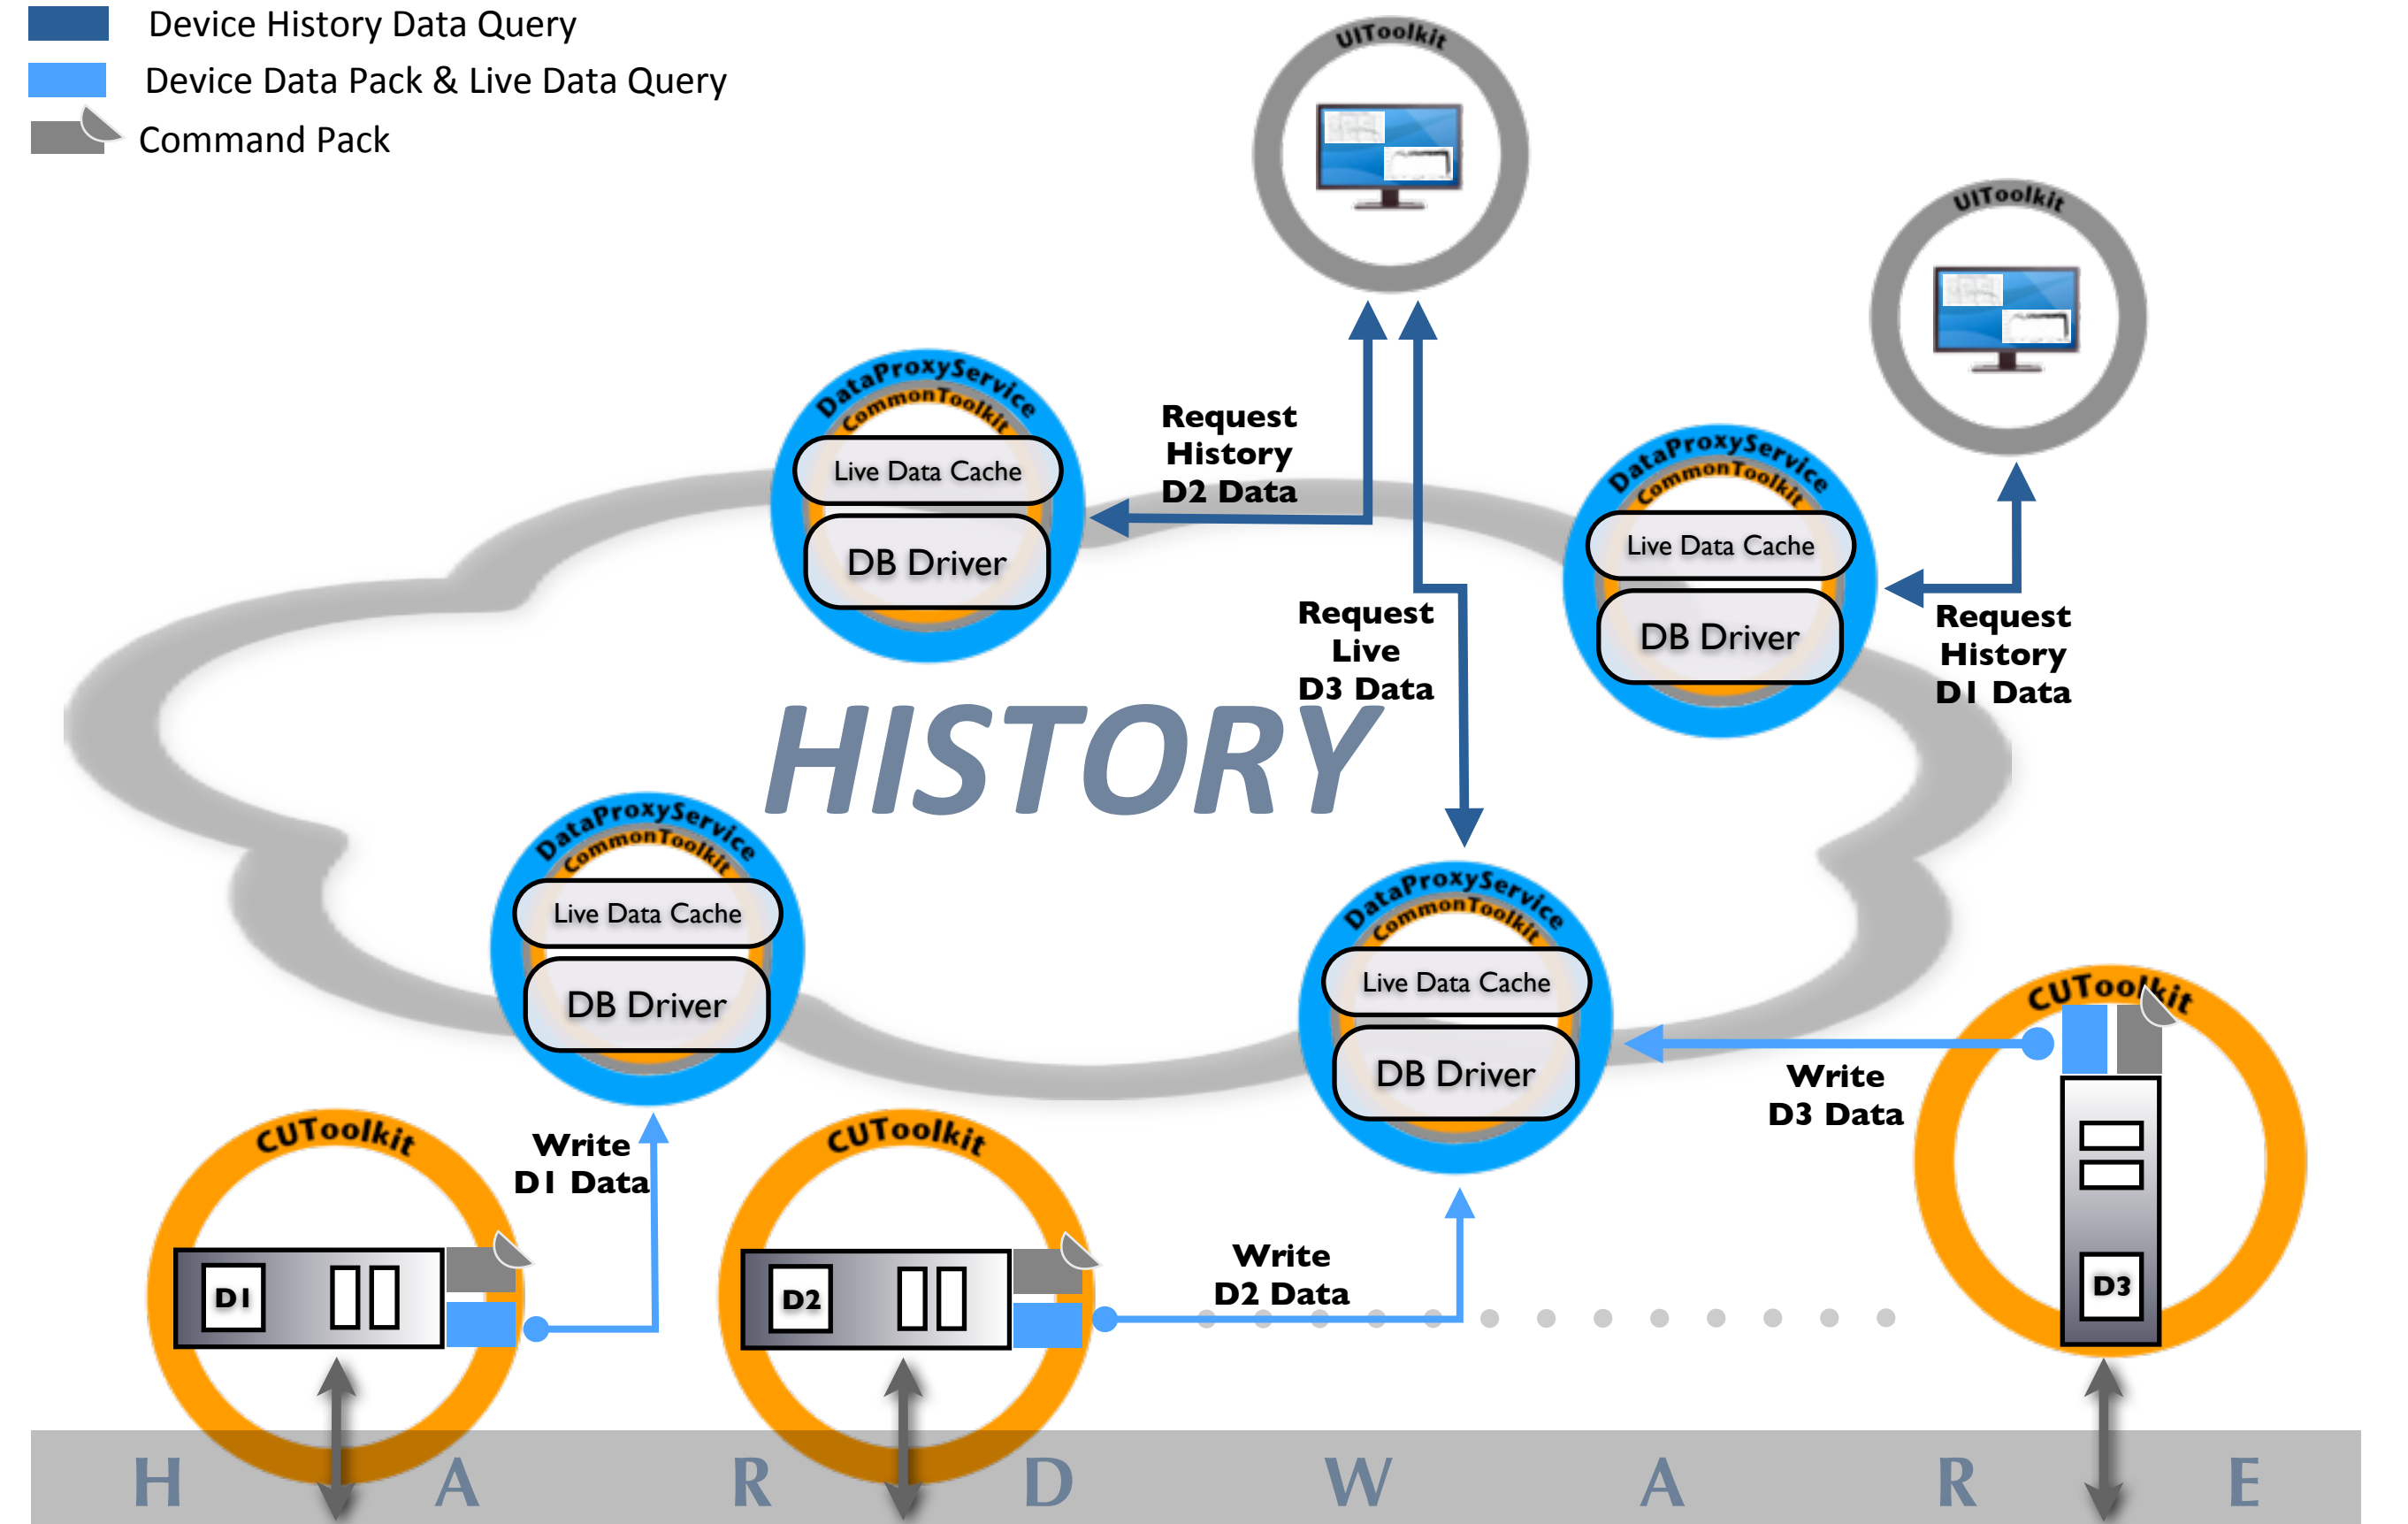 Device History Data Query
Device Data Pack & Live Data Query
Command Pack
UIToolkit
UIToolkit
DataProxyService
CommonToolkit
Live Data Cache
DB Driver
Request
History
D2 Data
DataProxyService
CommonToolkit
Live Data Cache
DB Driver
Request
Live
D3 Data
Request
History
D1 Data
HISTORY
DataProxyService
CommonToolkit
Live Data Cache
DB Driver
DataProxyService
CommonToolkit
Live Data Cache
DB Driver
CUToolkit
Write
D3 Data
D3
CUToolkit
Write
D1 Data
D1
CUToolkit
D2
Write
D2 Data
H A R D W A R E